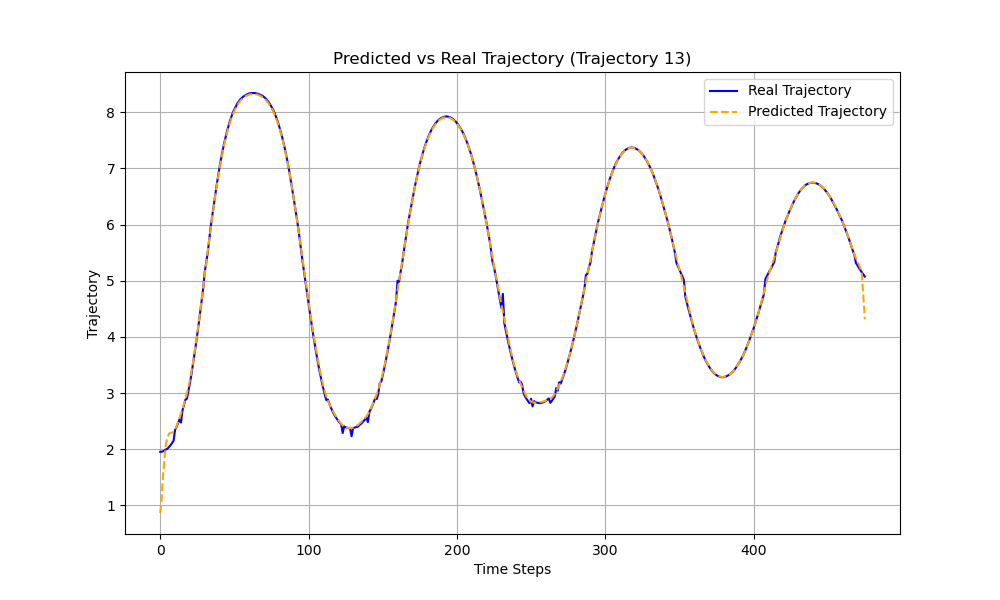 Predicted vs Real Trajectory (Trajectory 13)
Real Trajectory
Predicted Trajectory
8
7
6
5
4
3
2
1
Trajectory
0 100 200 300 400
Time Steps